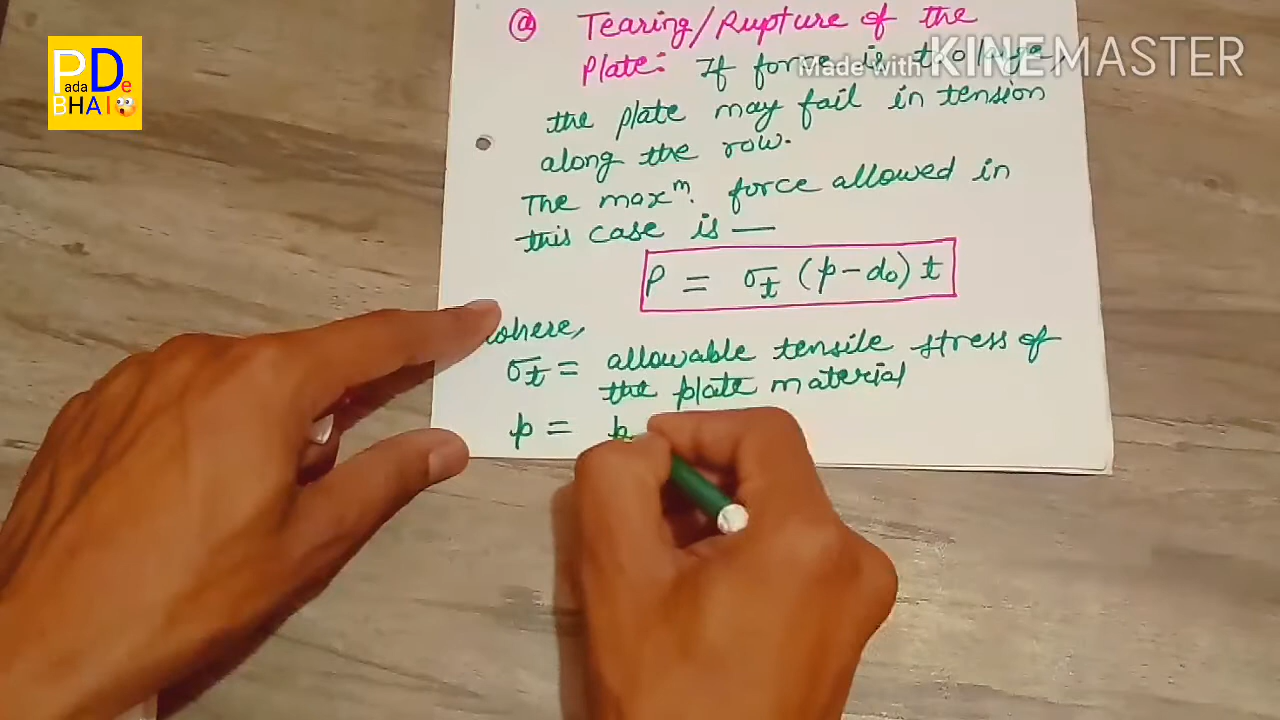 PadaDe
BHAI
Made with KINEMASTER
ⓐ Tearing/Rupture of the
Plate: If force is too large,
the plate may fail in tension
along the row.
The maxᵐ. force allowed in
this case is —
P = σt (p-do) t
where,
σt = allowable tensile stress of
the plate material
p = p